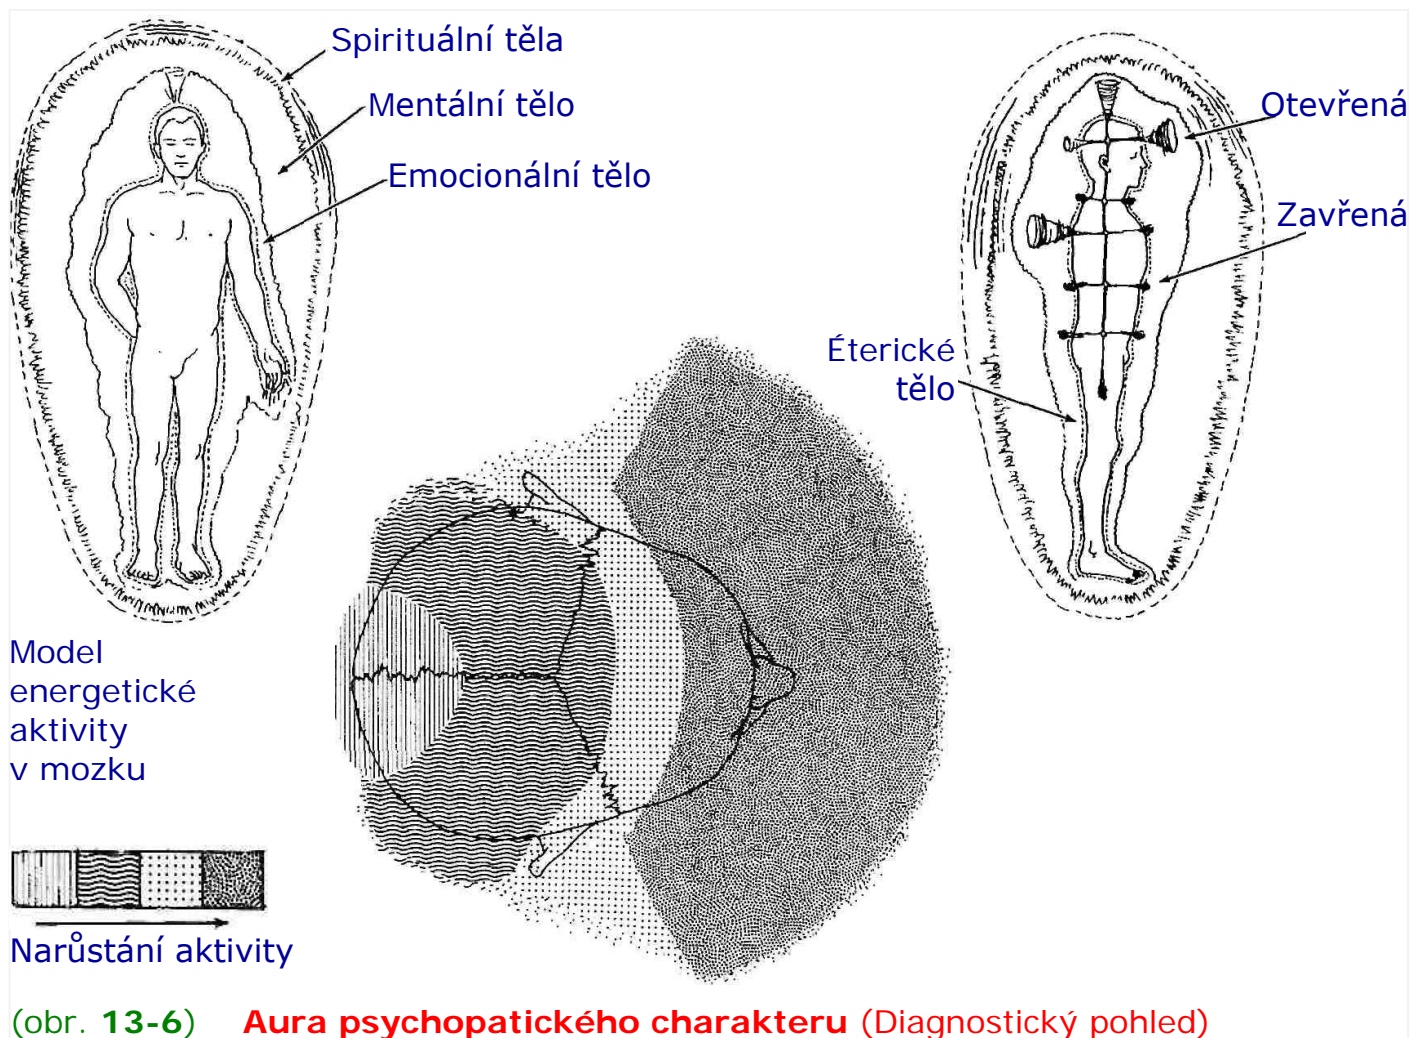 Spirituální těla
Mentální tělo
Emocionální tělo
Otevřená
Zavřená
Éterické
tělo
Model
energetické
aktivity
v mozku
Narůstání aktivity
(obr. 13-6) Aura psychopatického charakteru (Diagnostický pohled)